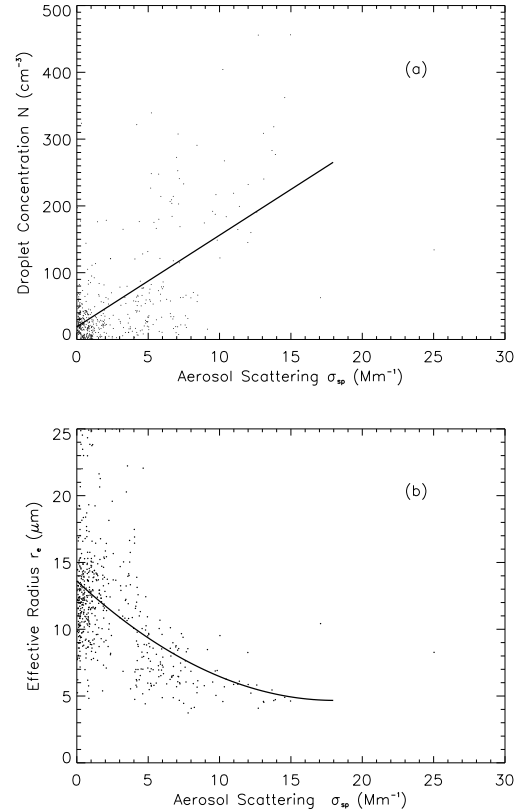 500
400
300
200
100
0
Droplet Concentration N (cm⁻³)
(a)
0 5 10 15 20 25 30
Aerosol Scattering σsp (Mm⁻¹)
25
20
15
10
5
0
Effective Radius re (μm)
(b)
0 5 10 15 20 25 30
Aerosol Scattering σsp (Mm⁻¹)